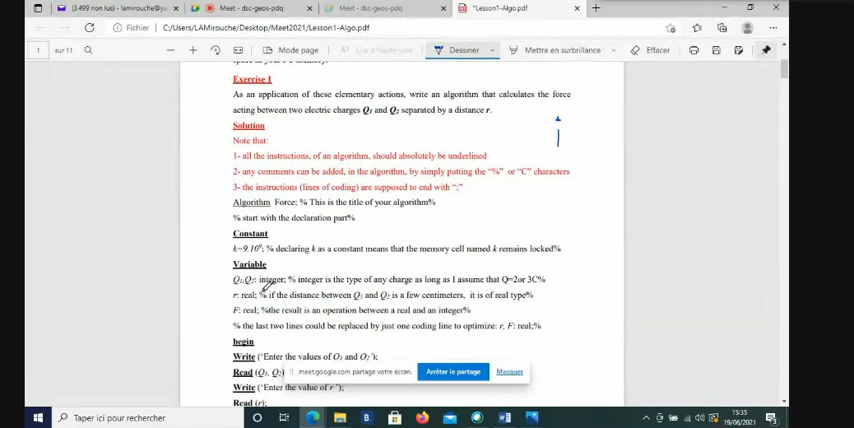 (3 499 non lus) - lamirouche@yu
Meet - dsc-geos-pdq
Meet - dsc-geos-pdq
*Lesson1-Algo.pdf
Fichier
C:/Users/LAMirouche/Desktop/Meet2021/Lesson1-Algo.pdf
1 sur 11
Mode page
Lire à haute voix
Dessiner
Mettre en surbrillance
Effacer
Exercise 1
As an application of these elementary actions, write an algorithm that calculates the force
acting between two electric charges Q1 and Q2 separated by a distance r.
Solution
Note that:
1- all the instructions, of an algorithm, should absolutely be underlined
2- any comments can be added, in the algorithm, by simply putting the “%” or “C” characters
3- the instructions (lines of coding) are supposed to end with “;”
Algorithm Force; % This is the title of your algorithm%
% start with the declaration part%
Constant
k=9.10⁹; % declaring k as a constant means that the memory cell named k remains locked%
Variable
Q1,Q2: integer; % integer is the type of any charge as long as I assume that Q=2or 3C%
r: real; % if the distance between Q1 and Q2 is a few centimeters, it is of real type%
F: real; %the result is an operation between a real and an integer%
% the last two lines could be replaced by just one coding line to optimize: r, F: real;%
begin
Write (‘Enter the values of Q1 and Q2 ’);
Read (Q1, Q2)
meet.google.com partage votre écran.
Arrêter le partage
Masquer
Write (‘Enter the value of r ’);
Read (r);
Taper ici pour rechercher
15:35
19/06/2021